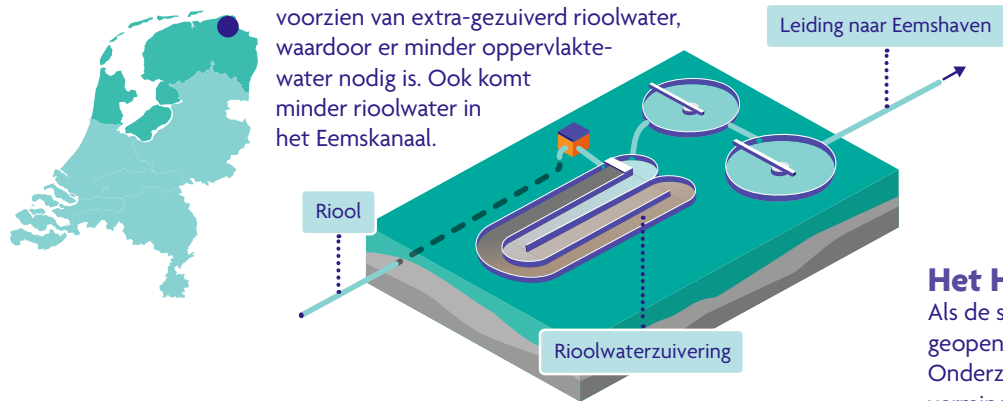 voorzien van extra-gezuiverd rioolwater,
waardoor er minder oppervlakte-
water nodig is. Ook komt
minder rioolwater in
het Eemskanaal.
Leiding naar Eemshaven
Riool
Rioolwaterzuivering
Het H
Als de s
geopen
Onderz